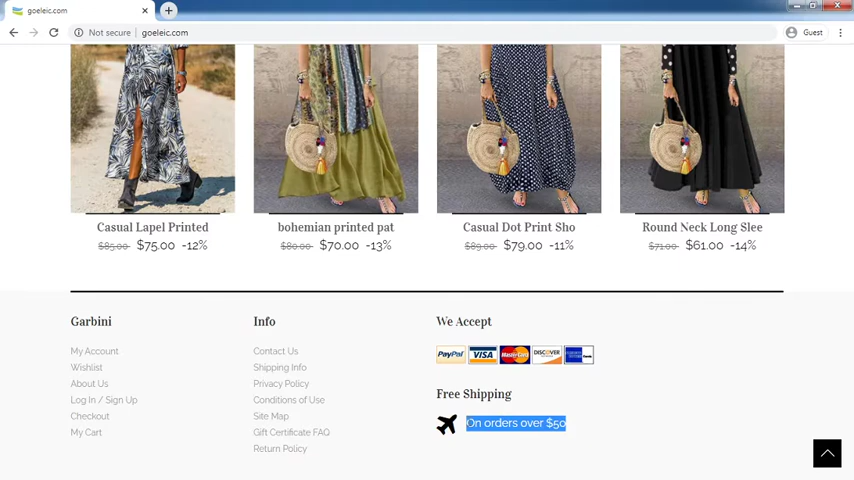 goeleic.com
Not secure | goeleic.com
Guest
Casual Lapel Printed
$85.00 $75.00 -12%
bohemian printed pat
$80.00 $70.00 -13%
Casual Dot Print Sho
$89.00 $79.00 -11%
Round Neck Long Slee
$71.00 $61.00 -14%
Garbini
My Account
Wishlist
About Us
Log In / Sign Up
Checkout
My Cart
Info
Contact Us
Shipping Info
Privacy Policy
Conditions of Use
Site Map
Gift Certificate FAQ
Return Policy
We Accept
PayPal VISA MasterCard DISCOVER
Free Shipping
On orders over $50